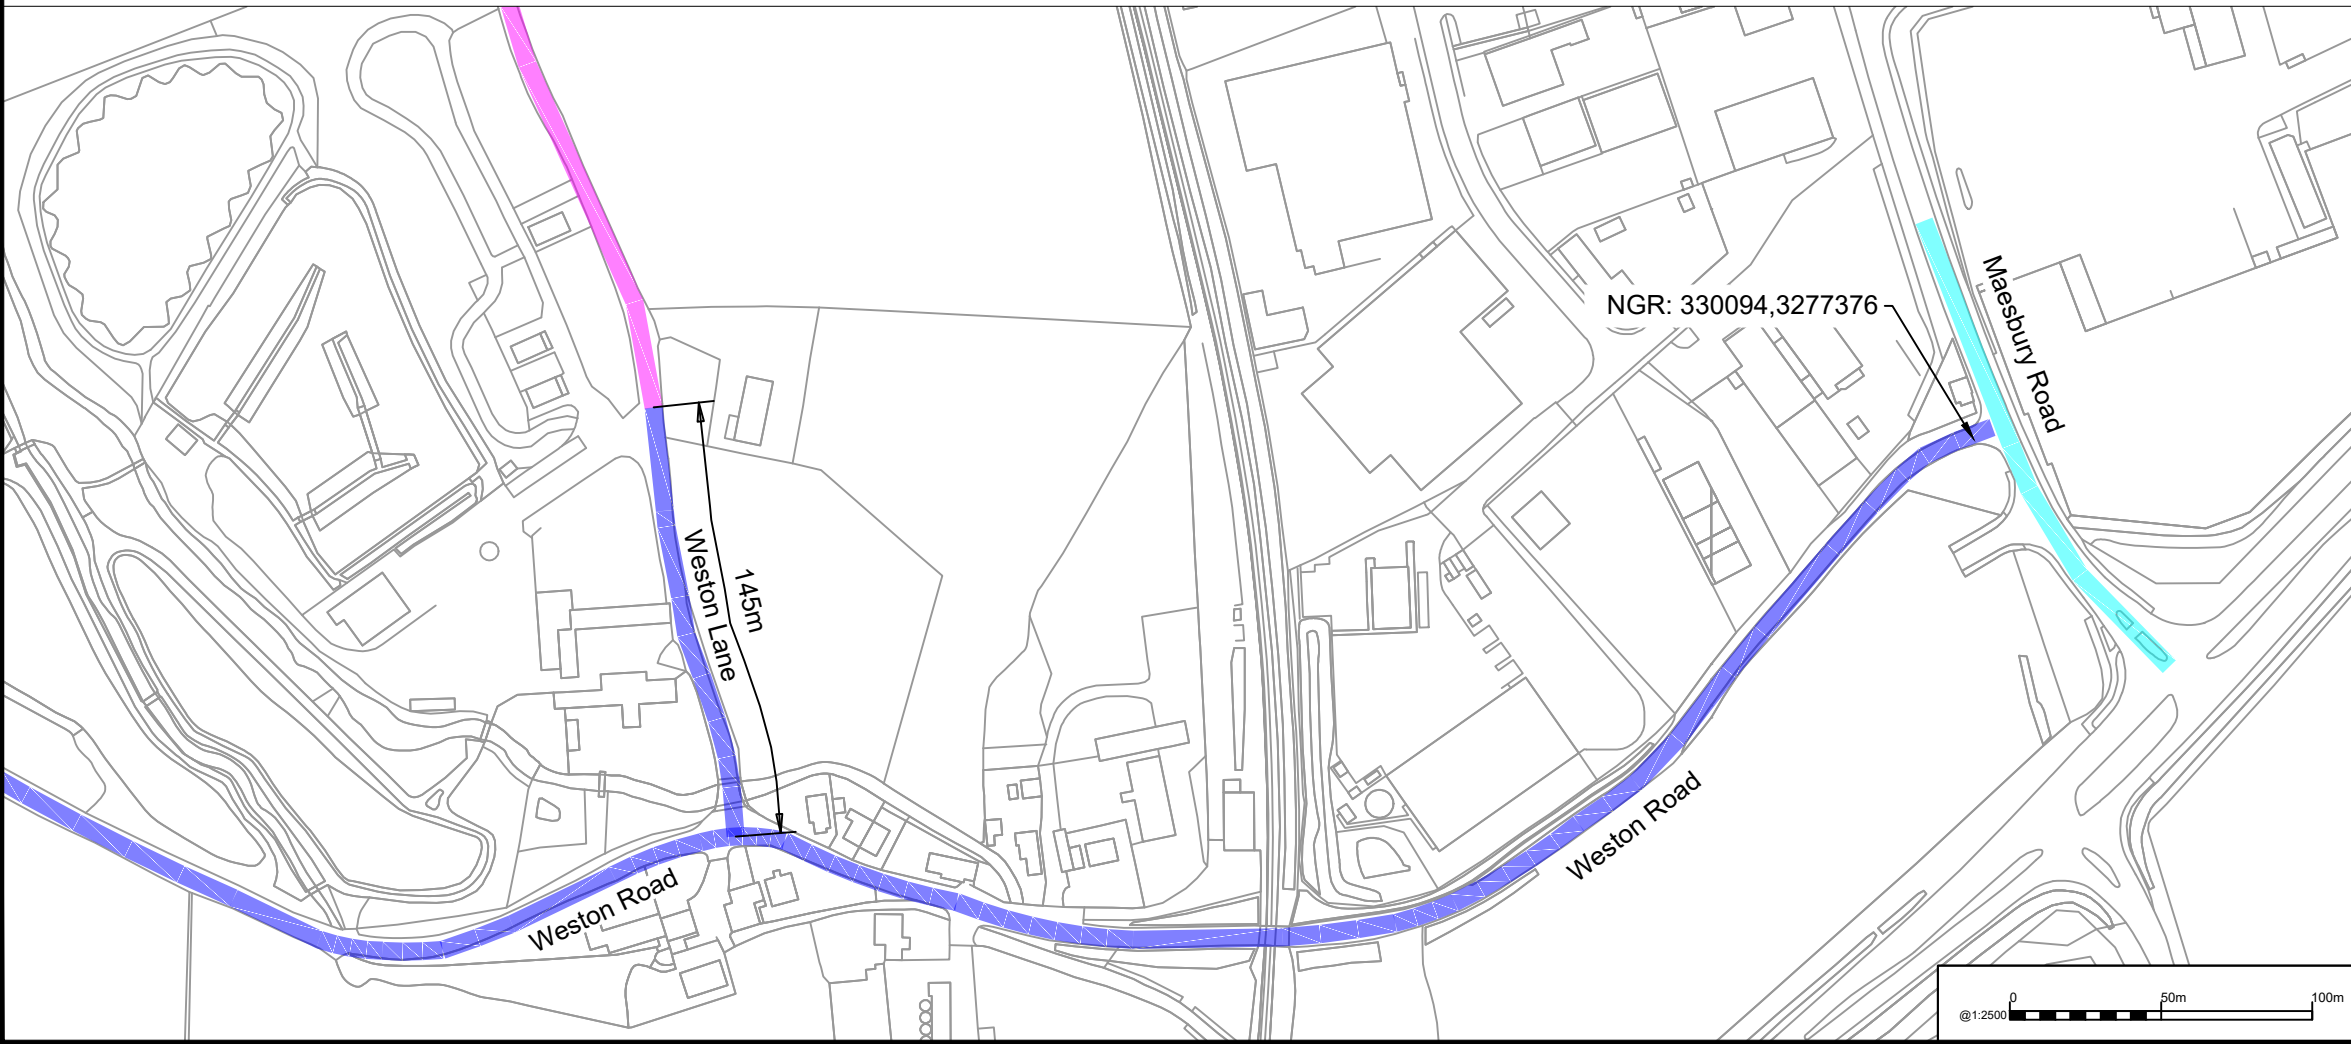 NGR: 330094,3277376
Maesbury Road
Weston Lane
145m
Weston Road
Weston Road
@1:2500
0
50m
100m